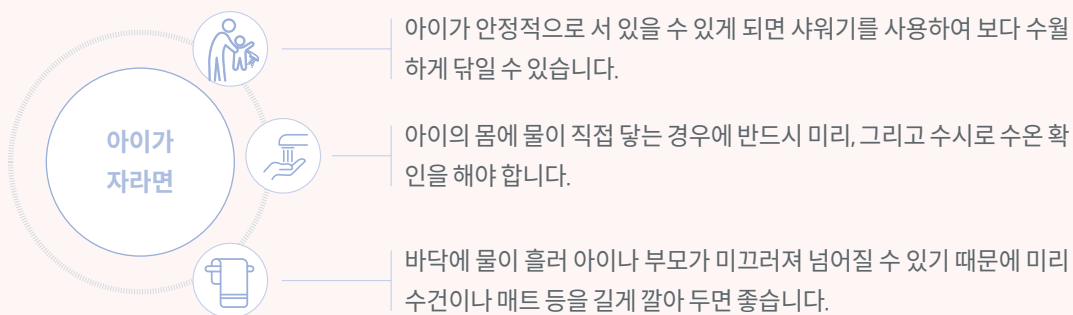 아이가
자라면
아이가 안정적으로 서 있을 수 있게 되면 샤워기를 사용하여 보다 수월
하게 닦일 수 있습니다.
아이의 몸에 물이 직접 닿는 경우에 반드시 미리, 그리고 수시로 수온 확
인을 해야 합니다.
바닥에 물이 흘러 아이나 부모가 미끄러져 넘어질 수 있기 때문에 미리
수건이나 매트 등을 길게 깔아 두면 좋습니다.